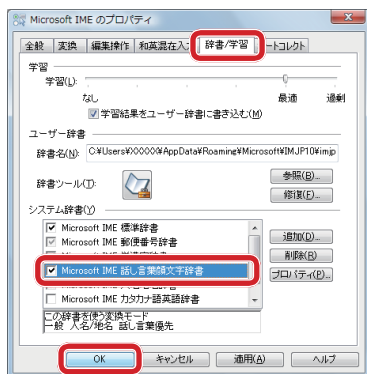 Microsoft IME のプロパティ
全般 変換 編集操作 和英混在入力 辞書/学習 ートコレクト
学習
学習(L):
なし 最適 過剰
学習結果をユーザー辞書に書き込む(M)
ユーザー辞書
辞書名(N): C:¥Users¥XXXXX¥AppData¥Roaming¥Microsoft¥IMJP10¥imjp
参照(B)...
辞書ツール(D):
修復(E)...
システム辞書(Y)
Microsoft IME 標準辞書
Microsoft IME 郵便番号辞書
追加(D)...
Microsoft IME
削除(R)
Microsoft IME 話し言葉顔文字辞書
プロパティ(P)...
Microsoft IME カタカナ語英語辞書
この辞書を使う変換モード
一般 人名/地名 話し言葉優先
OK キャンセル 適用(A) ヘルプ